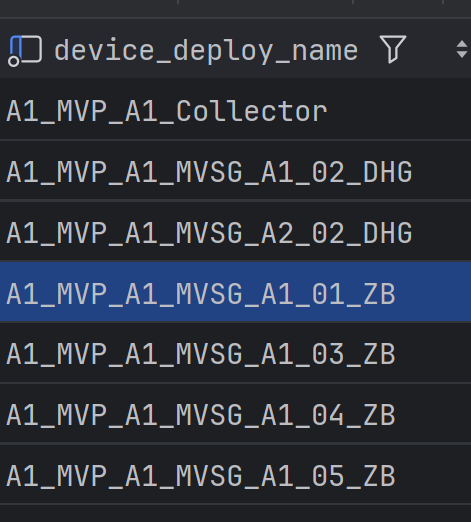 device_deploy_name
A1_MVP_A1_Collector
A1_MVP_A1_MVSG_A1_02_DHG
A1_MVP_A1_MVSG_A2_02_DHG
A1_MVP_A1_MVSG_A1_01_ZB
A1_MVP_A1_MVSG_A1_03_ZB
A1_MVP_A1_MVSG_A1_04_ZB
A1_MVP_A1_MVSG_A1_05_ZB